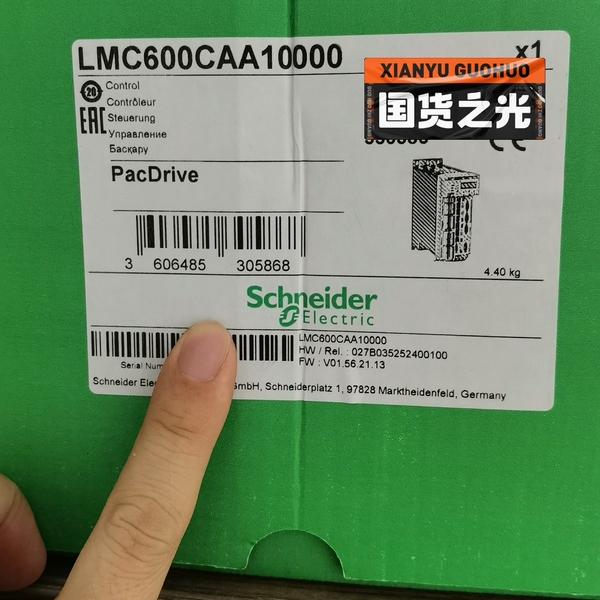 LMC600CAA10000
x1
XIANYU GUOHUO
国货之光
20
EAC
Control
Contrôleur
Steuerung
Управление
Басқару
CE
PacDrive
3 606485 305868
4.40 kg
Schneider
Electric
LMC600CAA10000
HW / Rel. : 027B035252400100
FW : V01.56.21.13
Serial
Schneider GmbH, Schneiderplatz 1, 97828 Marktheidenfeld, Germany